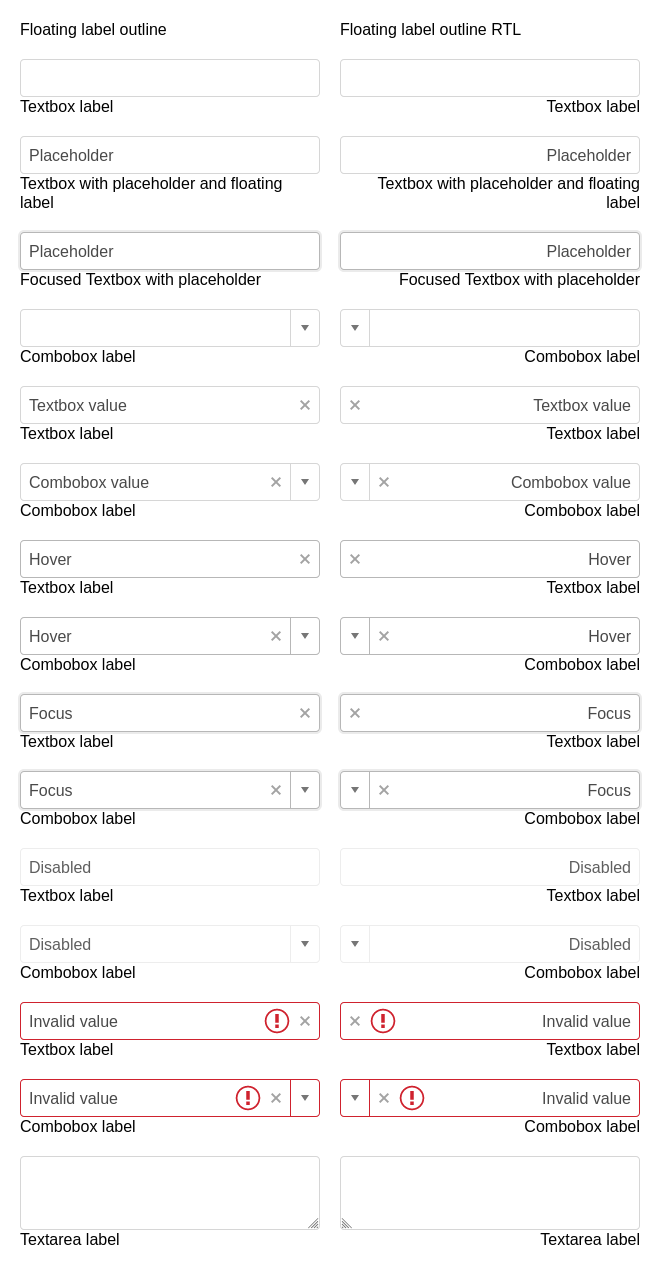 Floating label outline
Textbox label
Placeholder
Textbox with placeholder and floating
label
Placeholder
Focused Textbox with placeholder
Combobox label
Textbox value
Textbox label
Combobox value
Combobox label
Hover
Textbox label
Hover
Combobox label
Focus
Textbox label
Focus
Combobox label
Disabled
Textbox label
Disabled
Combobox label
Invalid value
Textbox label
Invalid value
Combobox label
Textarea label
Floating label outline RTL
Textbox label
Placeholder
Textbox with placeholder and floating
label
Placeholder
Focused Textbox with placeholder
Combobox label
Textbox value
Textbox label
Combobox value
Combobox label
Hover
Textbox label
Hover
Combobox label
Focus
Textbox label
Focus
Combobox label
Disabled
Textbox label
Disabled
Combobox label
Invalid value
Textbox label
Invalid value
Combobox label
Textarea label